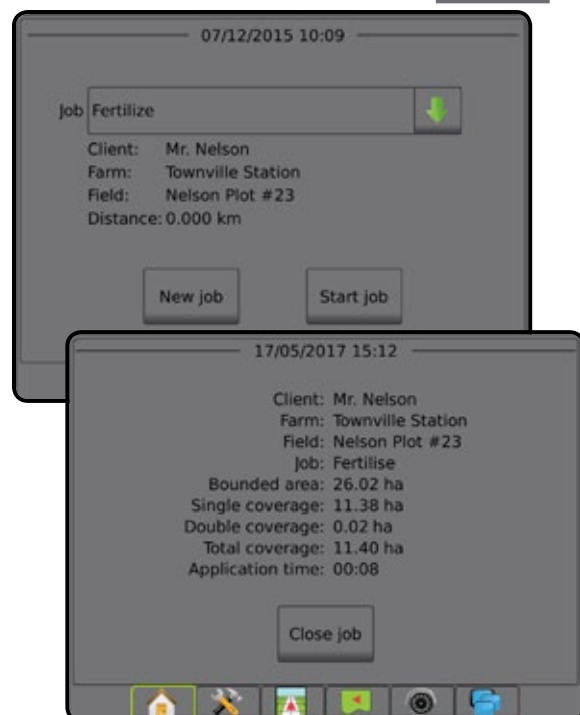 07/12/2015 10:09
Job Fertilize
Client: Mr. Nelson
Farm: Townville Station
Field: Nelson Plot #23
Distance: 0.000 km
New job Start job
17/05/2017 15:12
Client: Mr. Nelson
Farm: Townville Station
Field: Nelson Plot #23
Job: Fertilise
Bounded area: 26.02 ha
Single coverage: 11.38 ha
Double coverage: 0.02 ha
Total coverage: 11.40 ha
Application time: 00:08
Close job